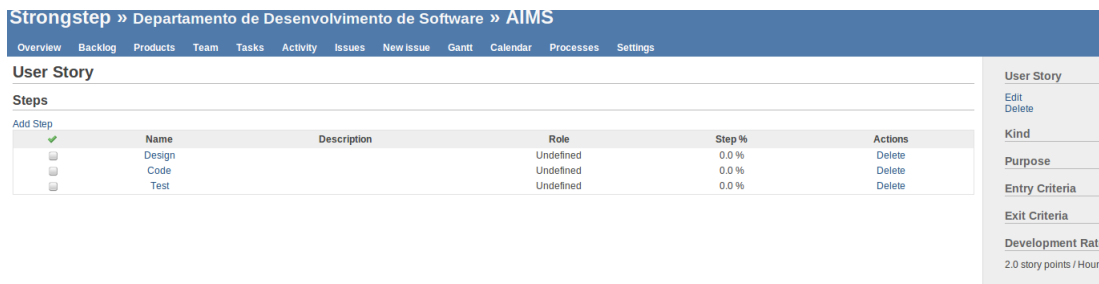 Strongstep » Departamento de Desenvolvimento de Software » AIMS
Overview Backlog Products Team Tasks Activity Issues New issue Gantt Calendar Processes Settings
User Story
Steps
Add Step
Name Description Role Step % Actions
Design Undefined 0.0 % Delete
Code Undefined 0.0 % Delete
Test Undefined 0.0 % Delete
User Story
Edit
Delete
Kind
Purpose
Entry Criteria
Exit Criteria
Development Rat
2.0 story points / Hour